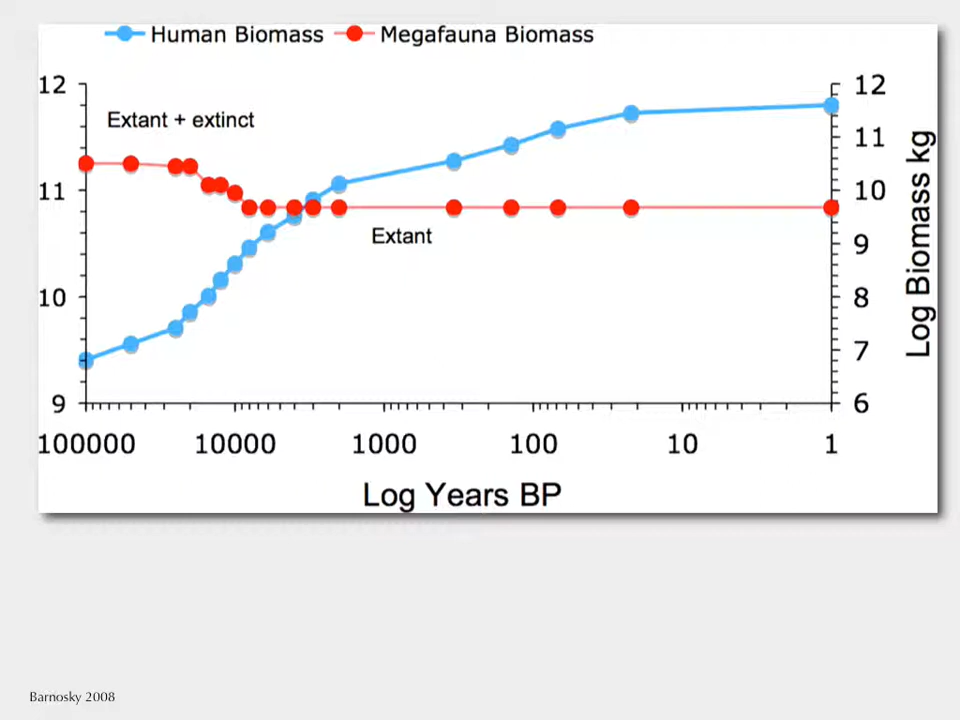 Human Biomass Megafauna Biomass
12 12
Extant + extinct
11
11 10
Extant
9
10 8
7
9 6
100000 10000 1000 100 10 1
Log Years BP
Log Biomass kg
Barnosky 2008